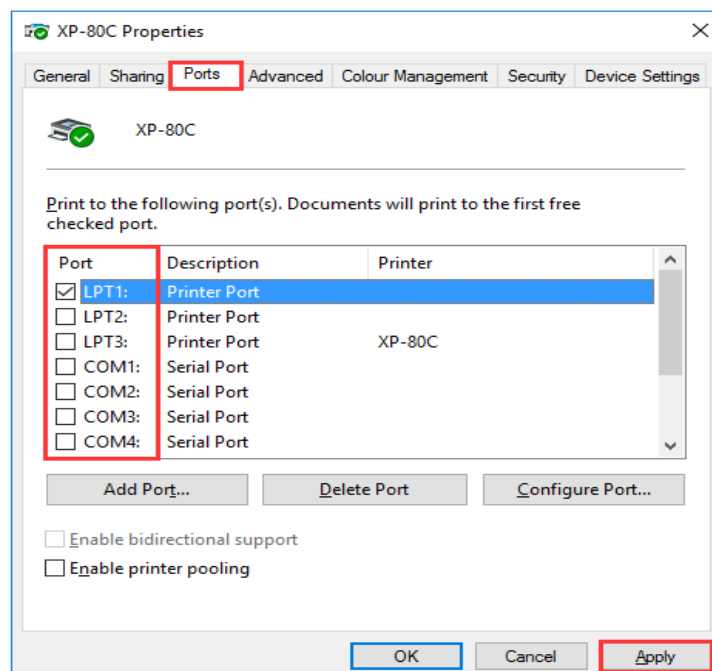 XP-80C Properties
General Sharing Ports Advanced Colour Management Security Device Settings
XP-80C
Print to the following port(s). Documents will print to the first free
checked port.
Port Description Printer
LPT1: Printer Port
LPT2: Printer Port
LPT3: Printer Port XP-80C
COM1: Serial Port
COM2: Serial Port
COM3: Serial Port
COM4: Serial Port
Add Port... Delete Port Configure Port...
Enable bidirectional support
Enable printer pooling
OK Cancel Apply